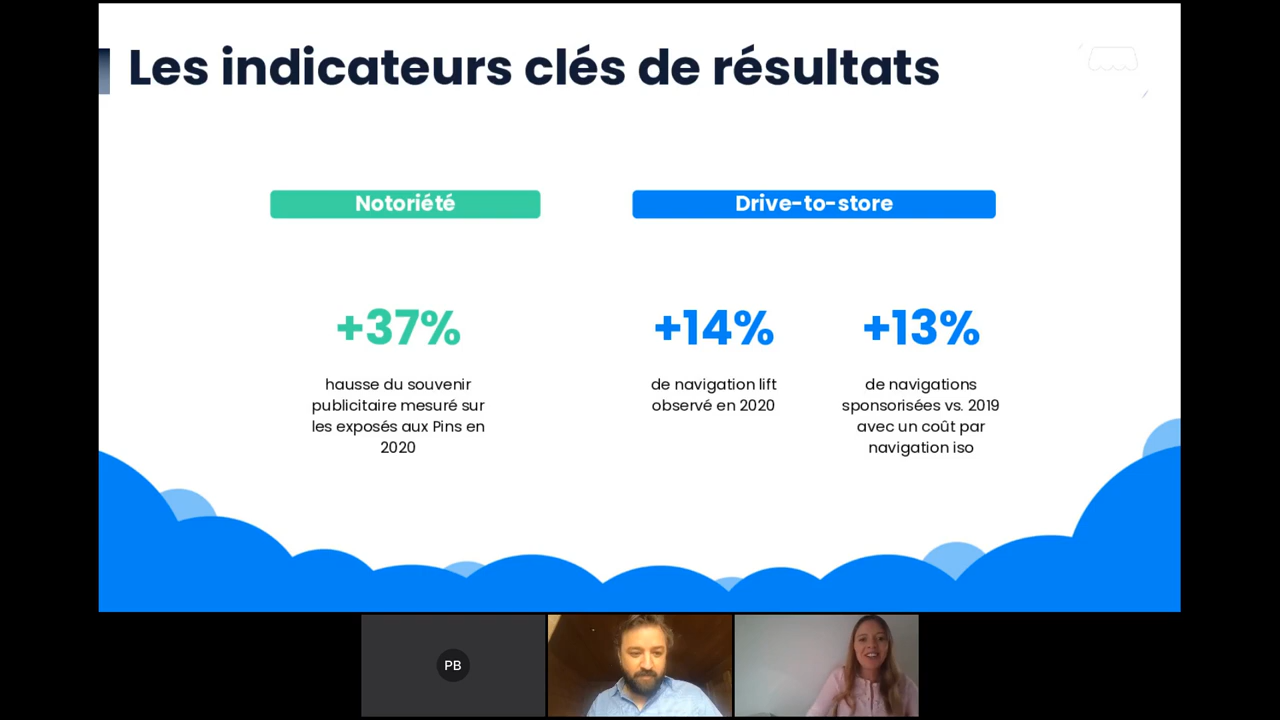 Les indicateurs clés de résultats
Notoriété
Drive-to-store
+37%
hausse du souvenir
publicitaire mesuré sur
les exposés aux Pins en
2020
+14%
de navigation lift
observé en 2020
+13%
de navigations
sponsorisées vs. 2019
avec un coût par
navigation iso
PB